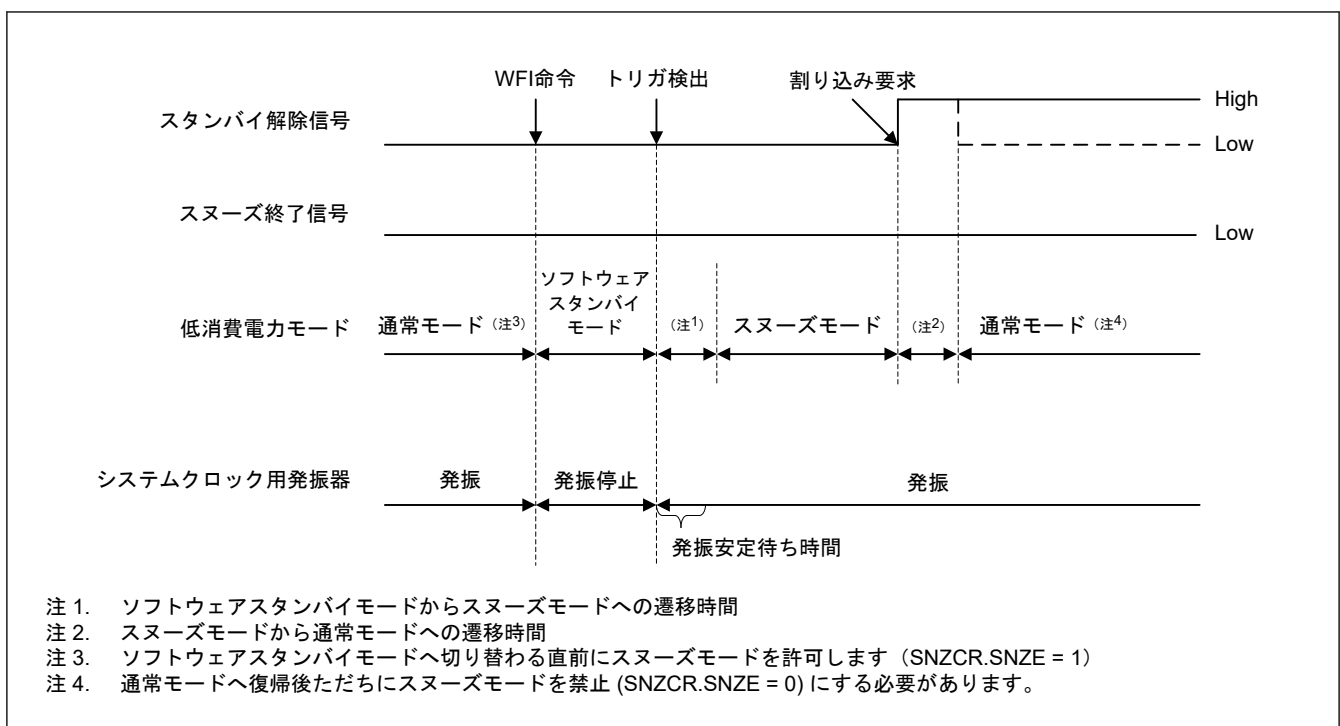 WFI命令 トリガ検出 割り込み要求
スタンバイ解除信号
High
Low
スヌーズ終了信号
Low
低消費電力モード
通常モード（注3）
ソフトウェア
スタンバイ
モード
（注1）
スヌーズモード
（注2）
通常モード（注4）
システムクロック用発振器
発振
発振停止
発振
発振安定待ち時間
注 1. ソフトウェアスタンバイモードからスヌーズモードへの遷移時間
注 2. スヌーズモードから通常モードへの遷移時間
注 3. ソフトウェアスタンバイモードへ切り替わる直前にスヌーズモードを許可します（SNZCR.SNZE = 1）
注 4. 通常モードへ復帰後ただちにスヌーズモードを禁止 (SNZCR.SNZE = 0) にする必要があります。